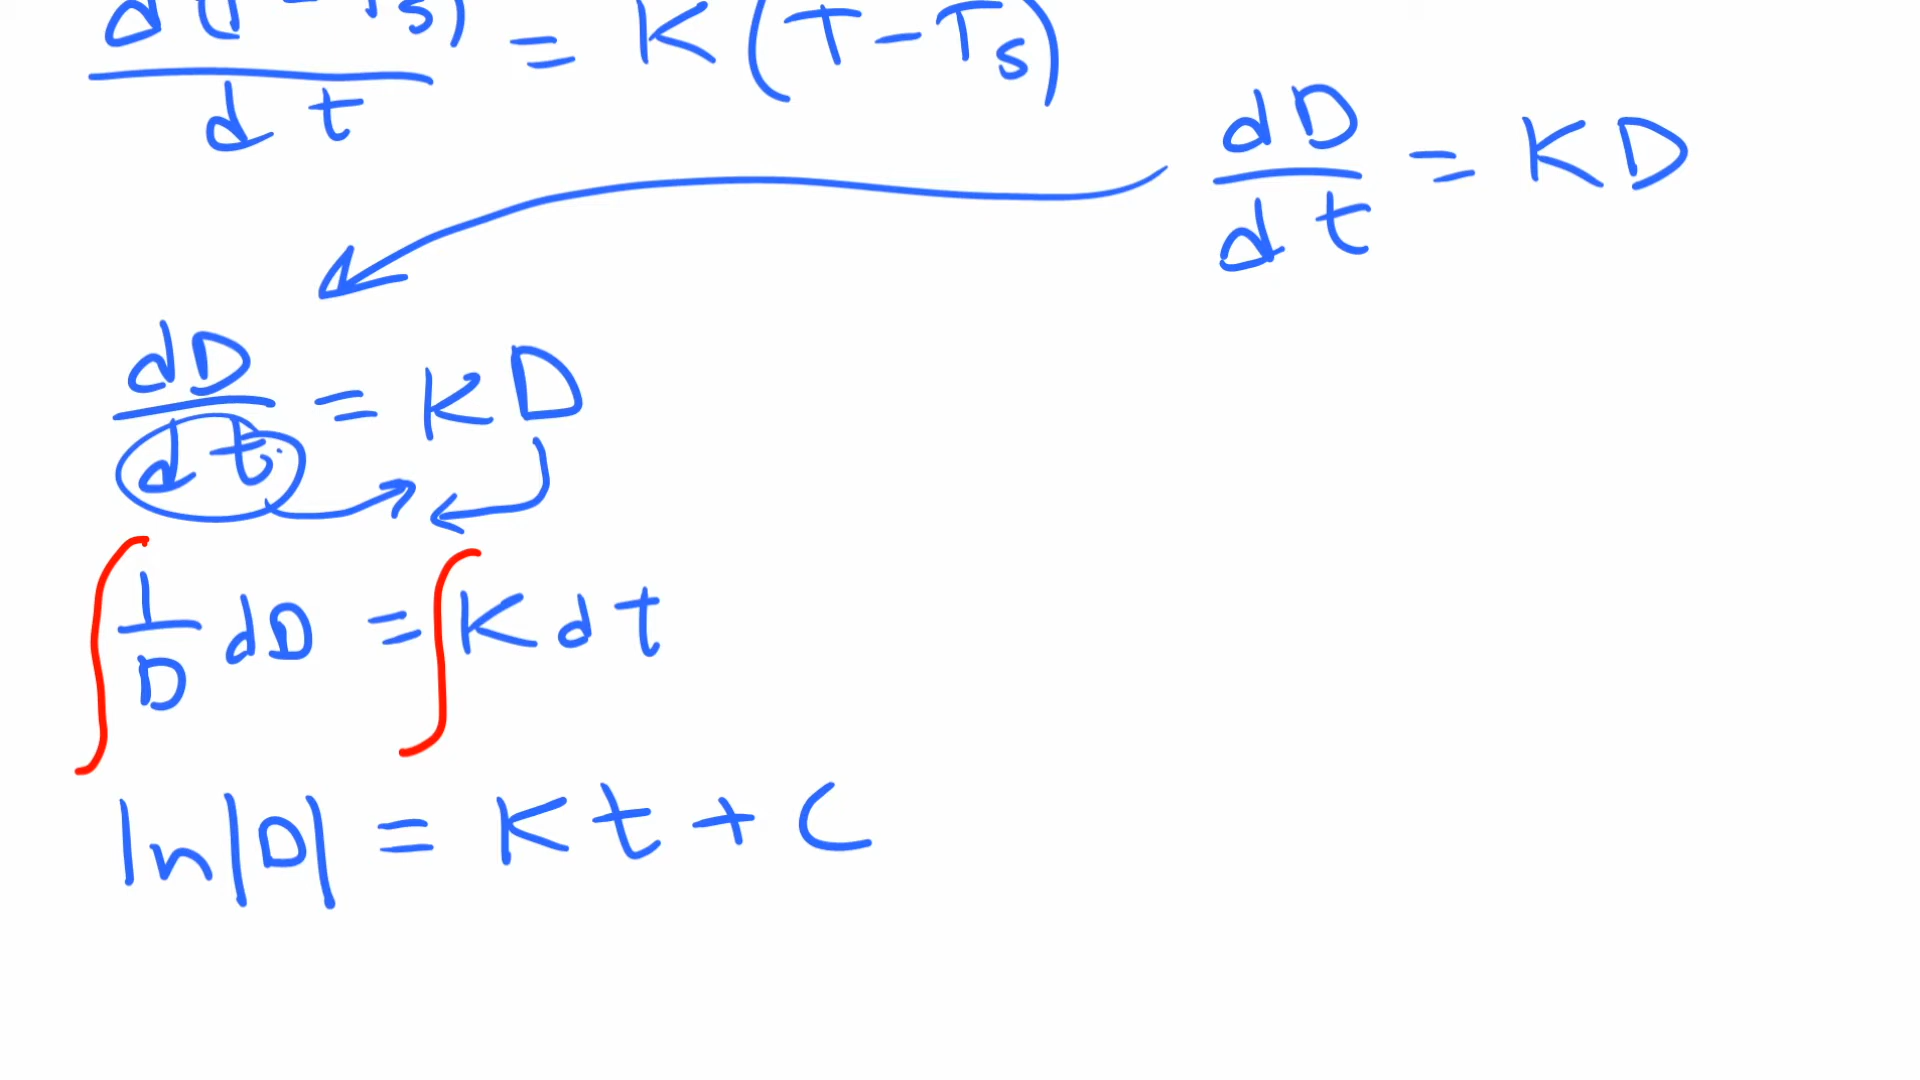 d(T-Ts)/dt = K(T-Ts)
dD/dt = KD
dD/dt = KD
∫ 1/D dD = ∫ K dt
ln|D| = Kt + C